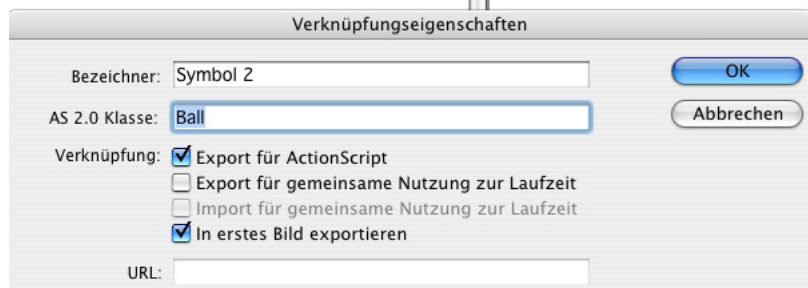 Verknüpfungseigenschaften
Bezeichner: Symbol 2
OK
AS 2.0 Klasse: Ball
Abbrechen
Verknüpfung: Export für ActionScript
Export für gemeinsame Nutzung zur Laufzeit
Import für gemeinsame Nutzung zur Laufzeit
In erstes Bild exportieren
URL: